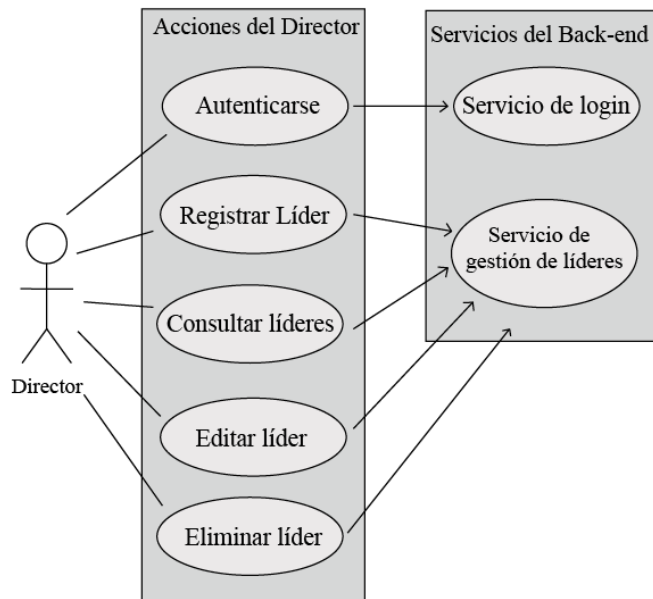 Acciones del Director
Servicios del Back-end
Autenticarse
Servicio de login
Registrar Líder
Servicio de
gestión de líderes
Consultar líderes
Director
Editar líder
Eliminar líder